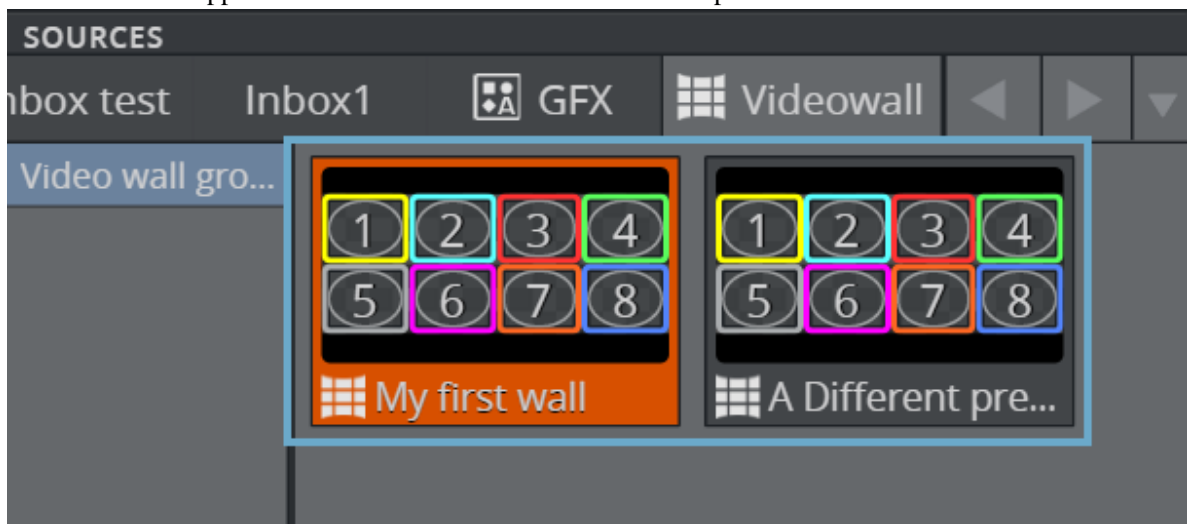 SOURCES
nbox test Inbox1 GFX Videowall
Video wall gro...
1 2 3 4 1 2 3 4
5 6 7 8 5 6 7 8
My first wall A Different pre...